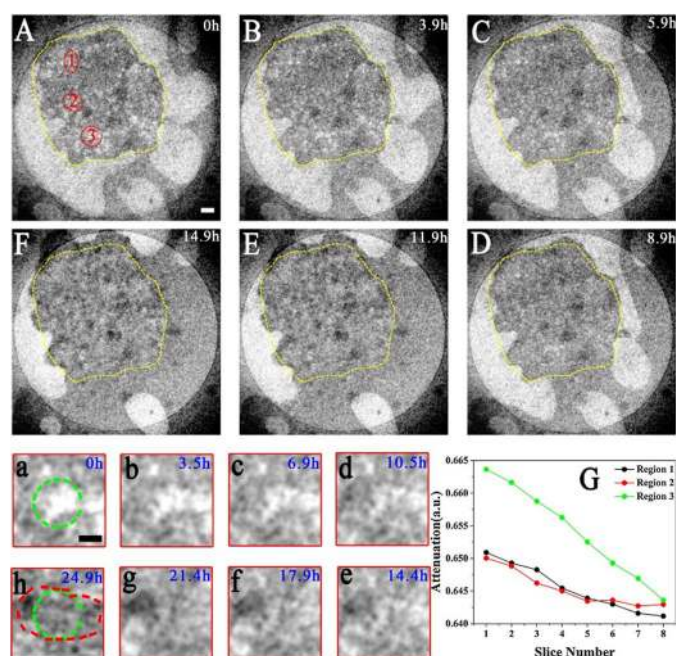 A 0h
1
2
3
B 3.9h
C 5.9h
F 14.9h
E 11.9h
D 8.9h
a 0h
b 3.5h
c 6.9h
d 10.5h
h 24.9h
g 21.4h
f 17.9h
e 14.4h
G
Region 1
Region 2
Region 3
Attenuation(a.u.)
0.665
0.660
0.655
0.650
0.645
0.640
1 2 3 4 5 6 7 8
Slice Number